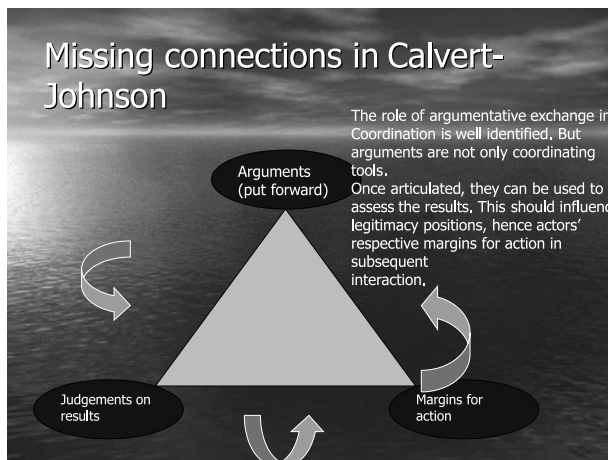 Missing connections in Calvert-
Johnson
The role of argumentative exchange in
Coordination is well identified. But
arguments are not only coordinating
tools.
Once articulated, they can be used to
assess the results. This should influenc
legitimacy positions, hence actors'
respective margins for action in
subsequent
interaction.
Arguments
(put forward)
Judgements on
results
Margins for
action